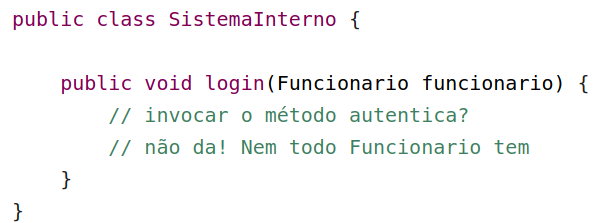 public class SistemaInterno {
public void login(Funcionario funcionario) {
// invocar o método autentica?
// não da! Nem todo Funcionario tem
}
}